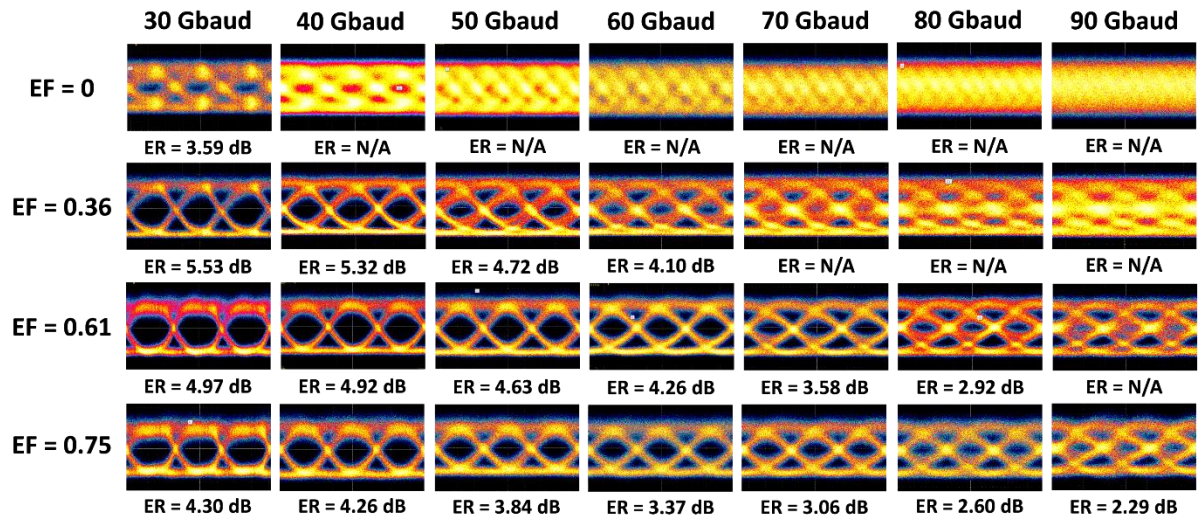 30 Gbaud 40 Gbaud 50 Gbaud 60 Gbaud 70 Gbaud 80 Gbaud 90 Gbaud
EF = 0
ER = 3.59 dB ER = N/A ER = N/A ER = N/A ER = N/A ER = N/A ER = N/A
EF = 0.36
ER = 5.53 dB ER = 5.32 dB ER = 4.72 dB ER = 4.10 dB ER = N/A ER = N/A ER = N/A
EF = 0.61
ER = 4.97 dB ER = 4.92 dB ER = 4.63 dB ER = 4.26 dB ER = 3.58 dB ER = 2.92 dB ER = N/A
EF = 0.75
ER = 4.30 dB ER = 4.26 dB ER = 3.84 dB ER = 3.37 dB ER = 3.06 dB ER = 2.60 dB ER = 2.29 dB